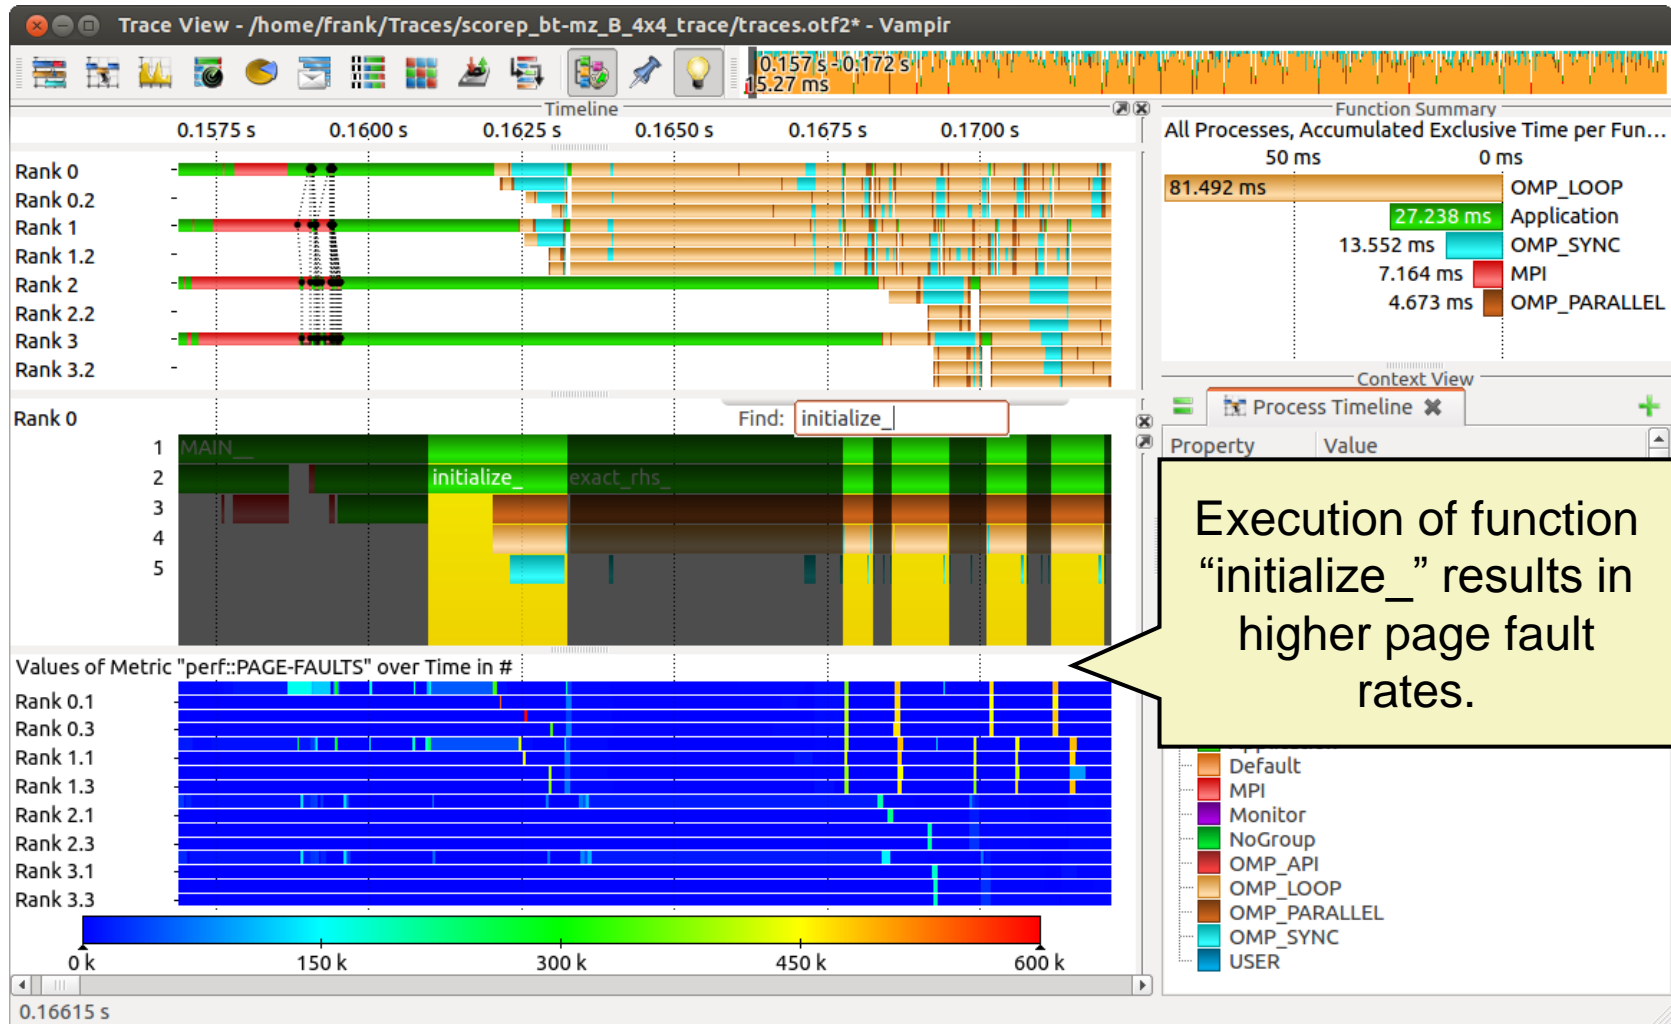 Trace View - /home/frank/Traces/scorep_bt-mz_B_4x4_trace/traces.otf2* - Vampir
0.157 s - 0.172 s
15.27 ms
Timeline
0.1575 s 0.1600 s 0.1625 s 0.1650 s 0.1675 s 0.1700 s
Rank 0
Rank 0.2
Rank 1
Rank 1.2
Rank 2
Rank 2.2
Rank 3
Rank 3.2
Function Summary
All Processes, Accumulated Exclusive Time per Fun...
50 ms 0 ms
81.492 ms OMP_LOOP
27.238 ms Application
13.552 ms OMP_SYNC
7.164 ms MPI
4.673 ms OMP_PARALLEL
Rank 0
Find: initialize_
1 MAIN__
2 initialize_ exact_rhs_
3
4
5
Context View
Process Timeline
Property Value
Execution of function
“initialize_” results in
higher page fault
rates.
Values of Metric "perf::PAGE-FAULTS" over Time in #
Rank 0.1
Rank 0.3
Rank 1.1
Rank 1.3
Rank 2.1
Rank 2.3
Rank 3.1
Rank 3.3
0 k 150 k 300 k 450 k 600 k
Default
MPI
Monitor
NoGroup
OMP_API
OMP_LOOP
OMP_PARALLEL
OMP_SYNC
USER
0.16615 s